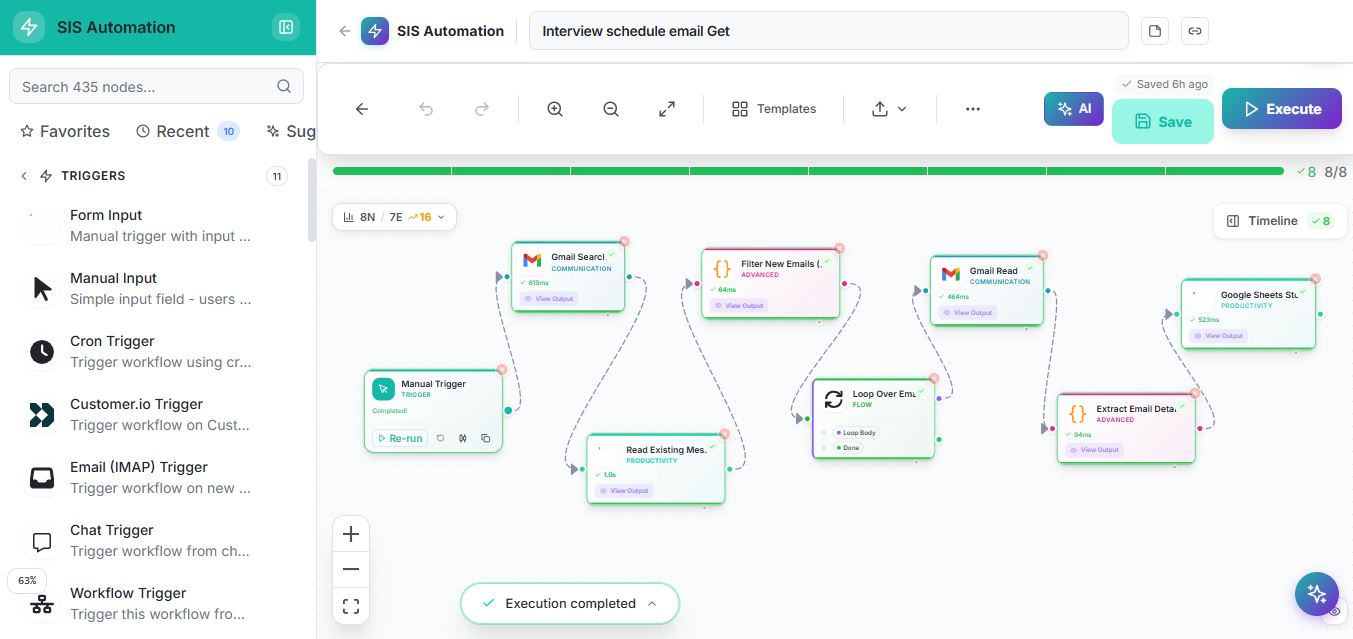 SIS Automation
Search 435 nodes...
Favorites
Recent 10
Sug
TRIGGERS 11
Form Input
Manual trigger with input ...
Manual Input
Simple input field - users ...
Cron Trigger
Trigger workflow using cr...
Customer.io Trigger
Trigger workflow on Cust...
Email (IMAP) Trigger
Trigger workflow on new ...
Chat Trigger
Trigger workflow from ch...
63%
Workflow Trigger
Trigger this workflow fro...
SIS Automation
Interview schedule email Get
Templates
AI
Saved 6h ago
Save
Execute
8 8/8
8N / 7E 16
Timeline 8
Manual Trigger
TRIGGER
Completed!
Re-run
Gmail Search
COMMUNICATION
619ms
View Output
Read Existing Mes.
PRODUCTIVITY
1.0s
View Output
Filter New Emails (.
ADVANCED
64ms
View Output
Loop Over Ema
FLOW
Loop Body
Done
Gmail Read
COMMUNICATION
464ms
View Output
Extract Email Detai
ADVANCED
94ms
View Output
Google Sheets Sto
PRODUCTIVITY
523ms
View Output
Execution completed